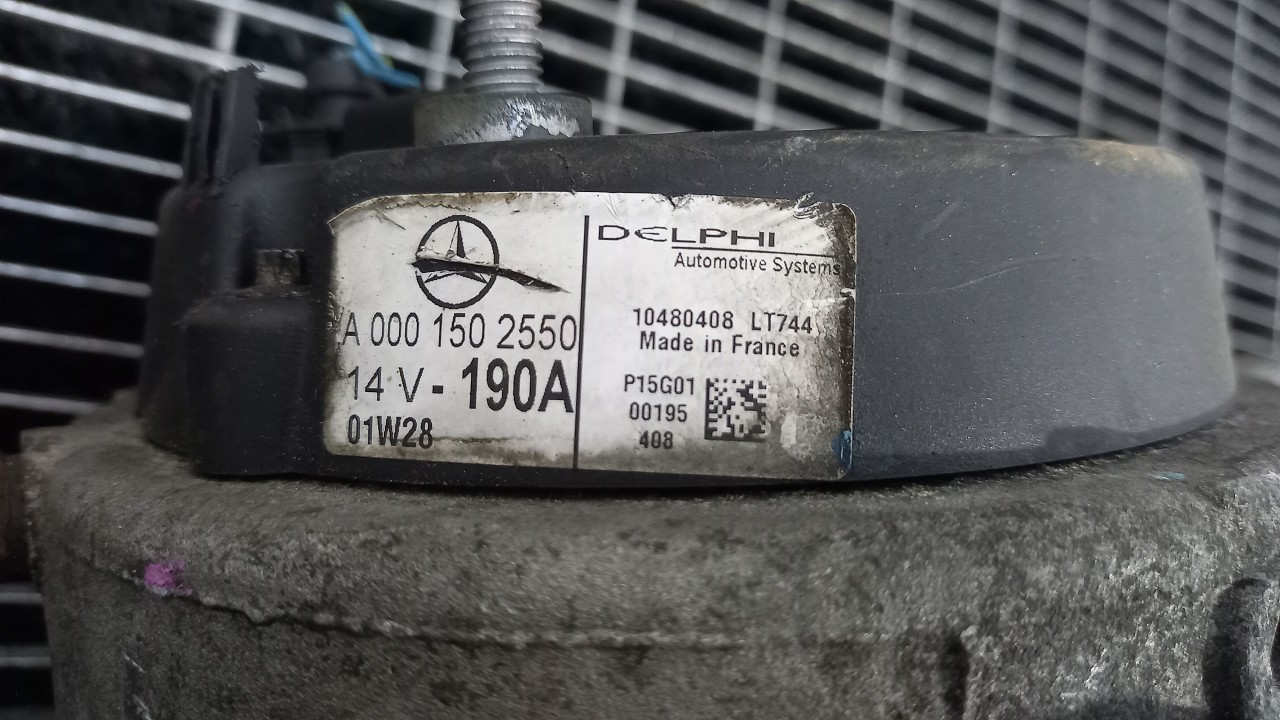 A 000 150 2550
14 V - 190A
01W28
DELPHI
Automotive Systems
10480408 LT744
Made in France
P15G01
00195
408